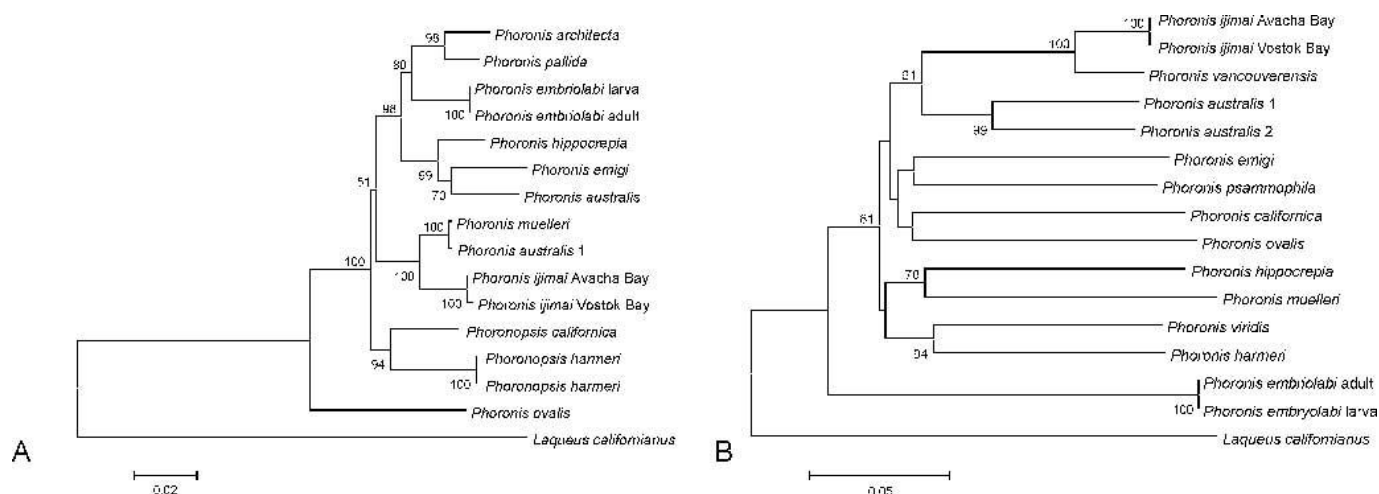 98
Phoronis architecta
Phoronis pallida
80
Phoronis embriolabi larva
Phoronis embriolabi adult
100
98
Phoronis hippocrepia
Phoronis emigi
Phoronis australis
70
51
Phoronis muelleri
100
Phoronis australis 1
Phoronis ijimai Avacha Bay
Phoronis ijimai Vostok Bay
100
100
100
Phoronopsis californica
Phoronopsis harmeri
94
Phoronopsis harmeri
100
Phoronis ovalis
Laqueus californianus
A
0.02
100
Phoronis ijimai Avacha Bay
Phoronis ijimai Vostok Bay
100
Phoronis vancouverensis
Phoronis australis 1
Phoronis australis 2
99
Phoronis emigi
Phoronis psammophila
Phoronis californica
61
Phoronis ovalis
Phoronis hippocrepia
70
Phoronis muelleri
Phoronis viridis
Phoronis harmeri
Phoronis embriolabi adult
Phoronis embryolabi larva
100
Laqueus californianus
B
0.05